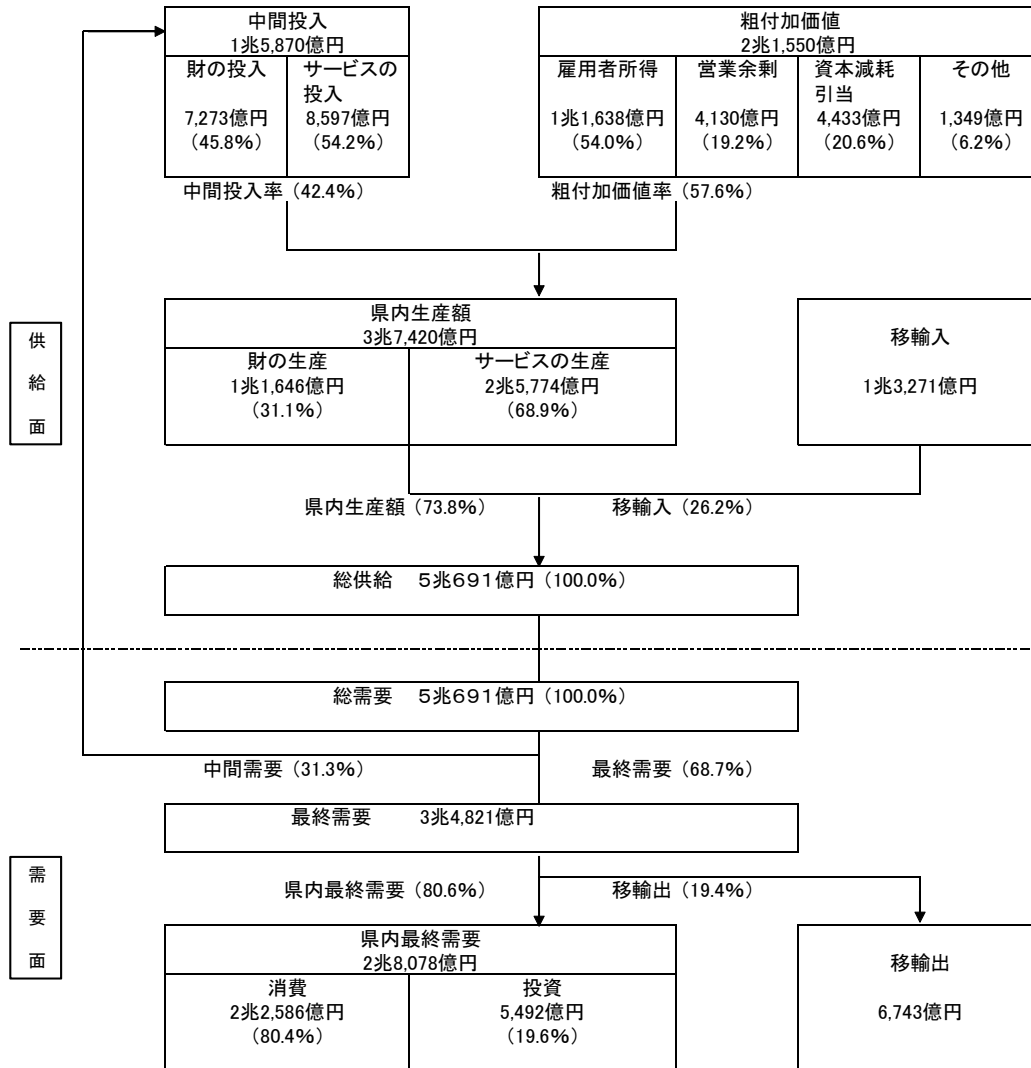 中間投入
1兆5,870億円
財の投入
7,273億円
(45.8%)
サービスの
投入
8,597億円
(54.2%)
粗付加価値
2兆1,550億円
雇用者所得
1兆1,638億円
(54.0%)
営業余剰
4,130億円
(19.2%)
資本減耗
引当
4,433億円
(20.6%)
その他
1,349億円
(6.2%)
中間投入率 (42.4%)
粗付加価値率 (57.6%)
供
給
面
県内生産額
3兆7,420億円
財の生産
1兆1,646億円
(31.1%)
サービスの生産
2兆5,774億円
(68.9%)
移輸入
1兆3,271億円
県内生産額 (73.8%)
移輸入 (26.2%)
総供給 5兆691億円 (100.0%)
総需要 5兆691億円 (100.0%)
中間需要 (31.3%)
最終需要 (68.7%)
最終需要 3兆4,821億円
需
要
面
県内最終需要 (80.6%)
移輸出 (19.4%)
県内最終需要
2兆8,078億円
消費
2兆2,586億円
(80.4%)
投資
5,492億円
(19.6%)
移輸出
6,743億円